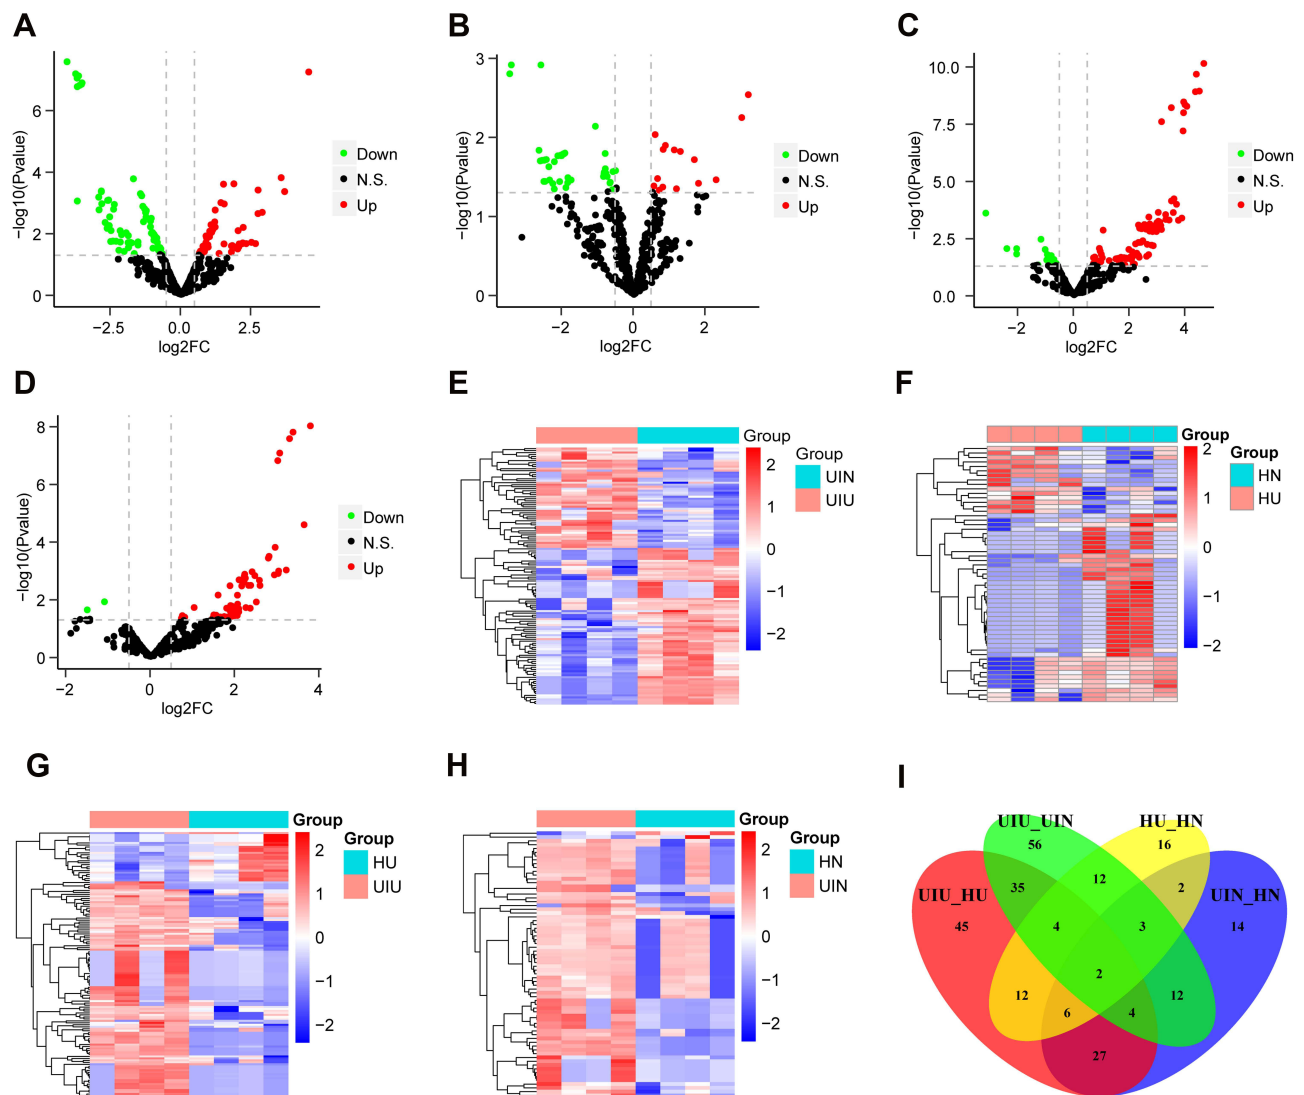 A
−log10(Pvalue)
6
4
2
0
−2.5
0.0
2.5
log2FC
Down
N.S.
Up
B
−log10(Pvalue)
3
2
1
0
−2
0
2
log2FC
Down
N.S.
Up
C
−log10(Pvalue)
10.0
7.5
5.0
2.5
0.0
−2
0
2
4
log2FC
Down
N.S.
Up
D
−log10(Pvalue)
8
6
4
2
0
−2
0
2
4
log2FC
Down
N.S.
Up
E
Group
2
1
0
−1
−2
Group
UIN
UIU
F
Group
2
1
0
−1
−2
Group
HN
HU
G
Group
2
1
0
−1
−2
Group
HU
UIU
H
Group
2
1
0
−1
−2
Group
HN
UIN
I
UIU_UIN
HU_HN
56
16
35
12
2
UIU_HU
UIN_HN
45
4
3
14
2
12
12
6
4
27